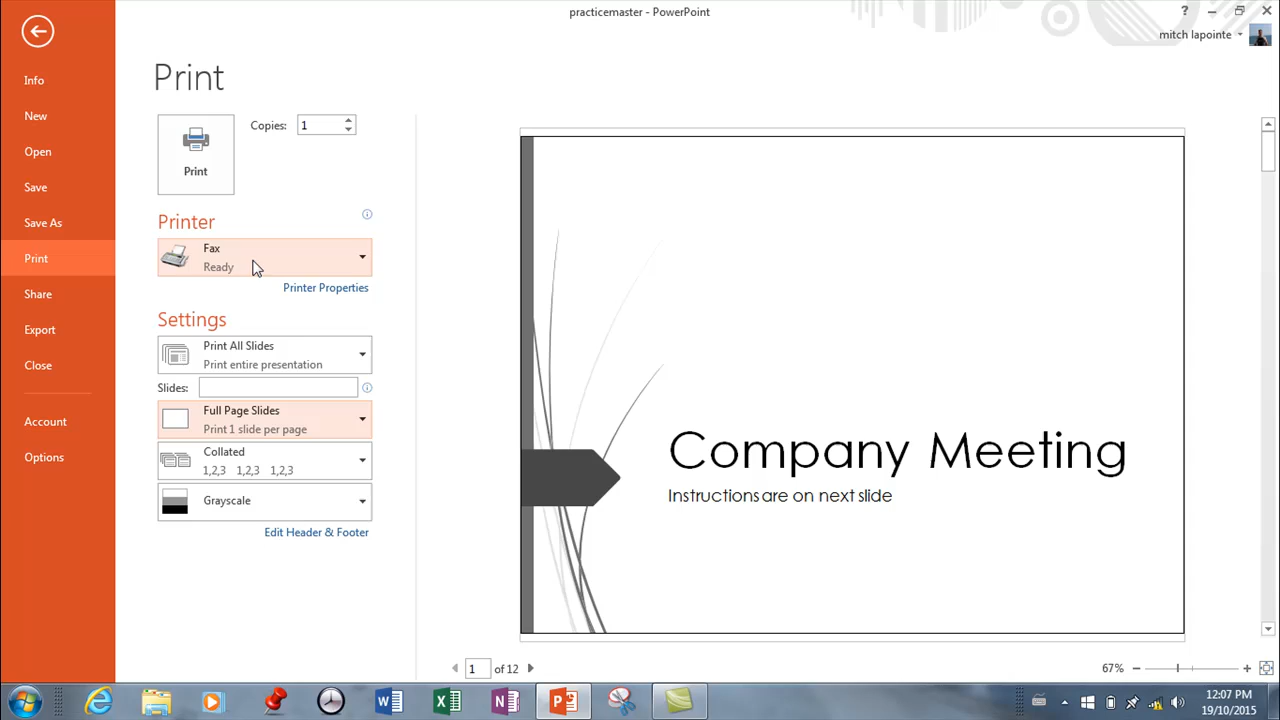 practicemaster - PowerPoint
?
mitch lapointe
Info
New
Open
Save
Save As
Print
Share
Export
Close
Account
Options
Print
Print
Copies: 1
Printer
Fax
Ready
Printer Properties
Settings
Print All Slides
Print entire presentation
Slides:
Full Page Slides
Print 1 slide per page
Collated
1,2,3 1,2,3 1,2,3
Grayscale
Edit Header & Footer
Company Meeting
Instructions are on next slide
1 of 12
67%
12:07 PM
19/10/2015